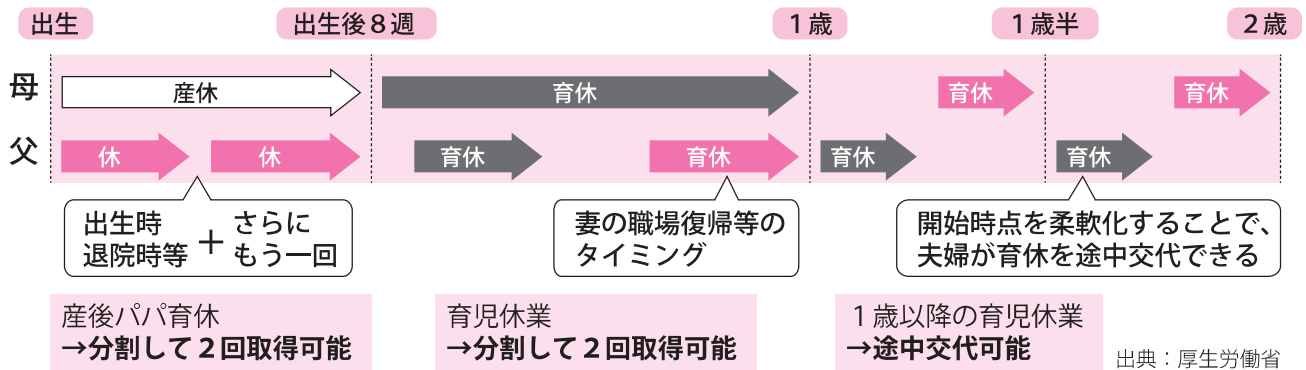 出生 出生後８週 １歳 １歳半 ２歳
母 産休 育休 育休 育休
父 休 休 育休 育休 育休 育休
出生時
退院時等
＋
さらに
もう一回
妻の職場復帰等の
タイミング
開始時点を柔軟化することで、
夫婦が育休を途中交代できる
産後パパ育休
→分割して２回取得可能
育児休業
→分割して２回取得可能
１歳以降の育児休業
→途中交代可能
出典：厚生労働省